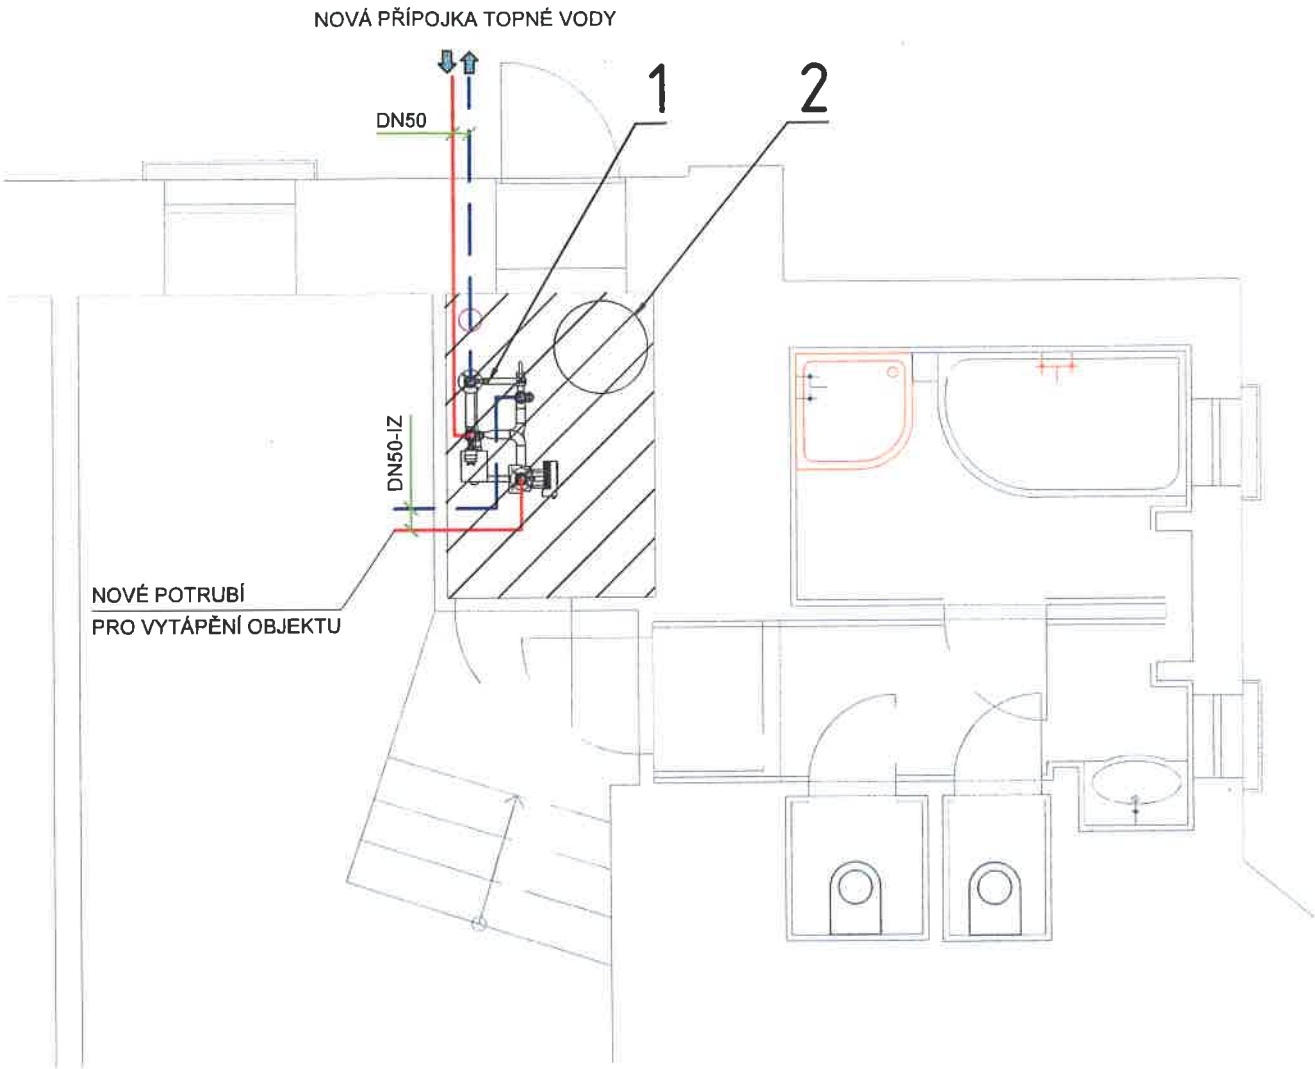 NOVÁ PŘÍPOJKA TOPNÉ VODY
1
2
DN50
DN50-IZ
NOVÉ POTRUBÍ
PRO VYTÁPĚNÍ OBJEKTU